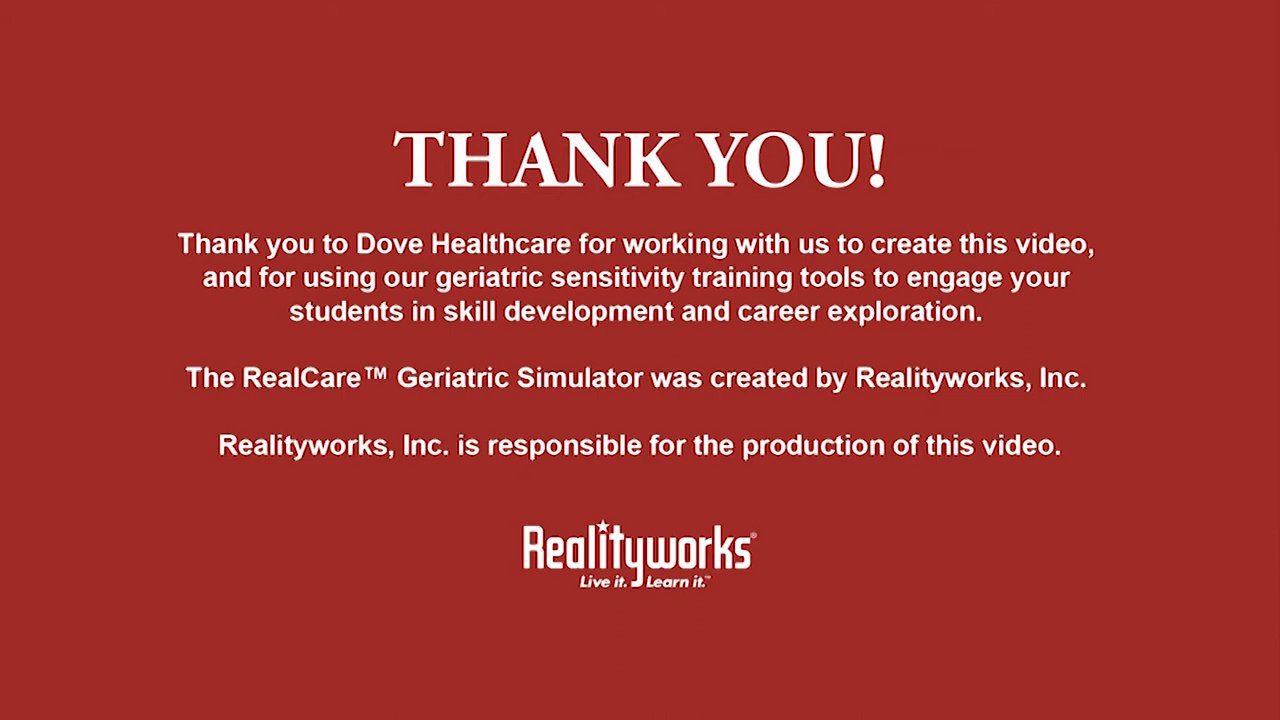 THANK YOU!
Thank you to Dove Healthcare for working with us to create this video,
and for using our geriatric sensitivity training tools to engage your
students in skill development and career exploration.
The RealCare™ Geriatric Simulator was created by Realityworks, Inc.
Realityworks, Inc. is responsible for the production of this video.
Realityworks®
Live it. Learn it.™